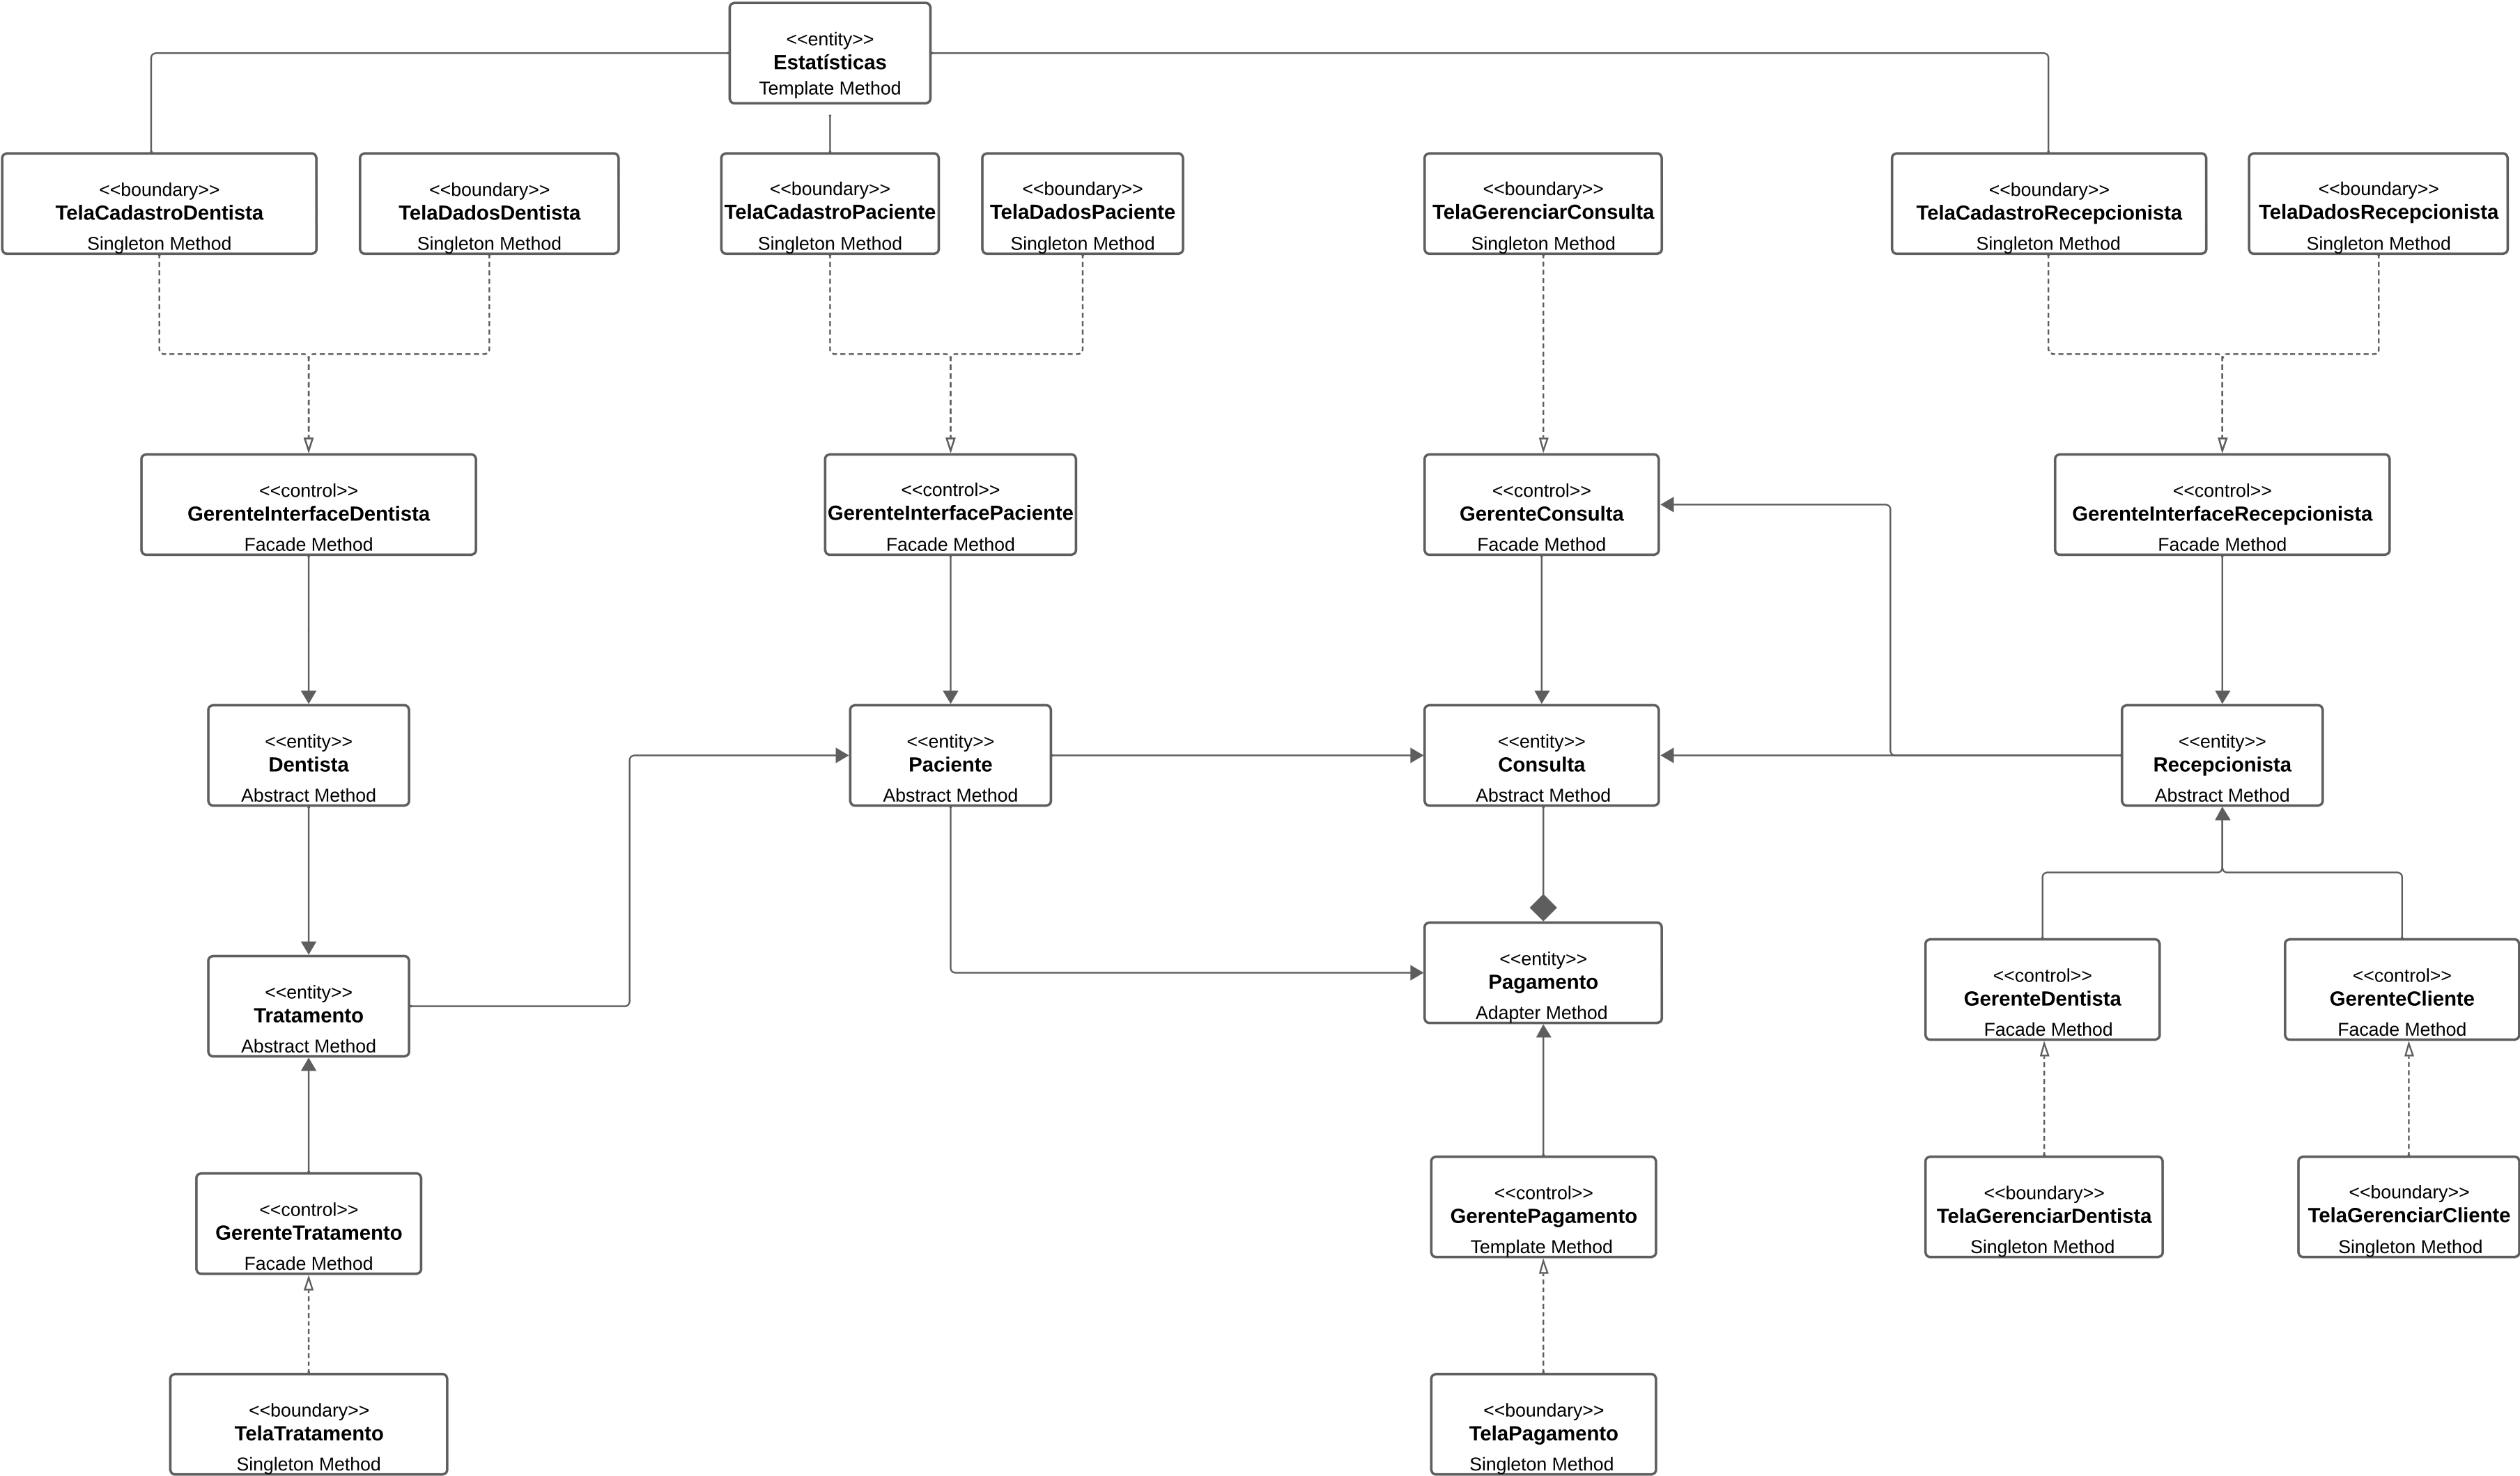 <<entity>>
Estatísticas
Template Method
<<boundary>>
TelaCadastroDentista
Singleton Method
<<boundary>>
TelaDadosDentista
Singleton Method
<<boundary>>
TelaCadastroPaciente
Singleton Method
<<boundary>>
TelaDadosPaciente
Singleton Method
<<boundary>>
TelaGerenciarConsulta
Singleton Method
<<boundary>>
TelaCadastroRecepcionista
Singleton Method
<<boundary>>
TelaDadosRecepcionista
Singleton Method
<<control>>
GerenteInterfaceDentista
Facade Method
<<control>>
GerenteInterfacePaciente
Facade Method
<<control>>
GerenteConsulta
Facade Method
<<control>>
GerenteInterfaceRecepcionista
Facade Method
<<entity>>
Dentista
Abstract Method
<<entity>>
Paciente
Abstract Method
<<entity>>
Consulta
Abstract Method
<<entity>>
Recepcionista
Abstract Method
<<entity>>
Tratamento
Abstract Method
<<entity>>
Pagamento
Adapter Method
<<control>>
GerenteDentista
Facade Method
<<control>>
GerenteCliente
Facade Method
<<control>>
GerenteTratamento
Facade Method
<<control>>
GerentePagamento
Template Method
<<boundary>>
TelaGerenciarDentista
Singleton Method
<<boundary>>
TelaGerenciarCliente
Singleton Method
<<boundary>>
TelaTratamento
Singleton Method
<<boundary>>
TelaPagamento
Singleton Method